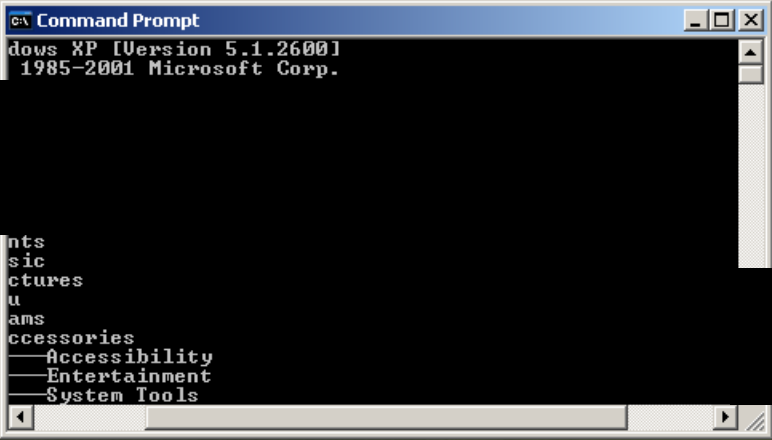 Command Prompt
dows XP [Version 5.1.2600]
1985-2001 Microsoft Corp.
nts
sic
ctures
u
ams
ccessories
───Accessibility
───Entertainment
───System Tools